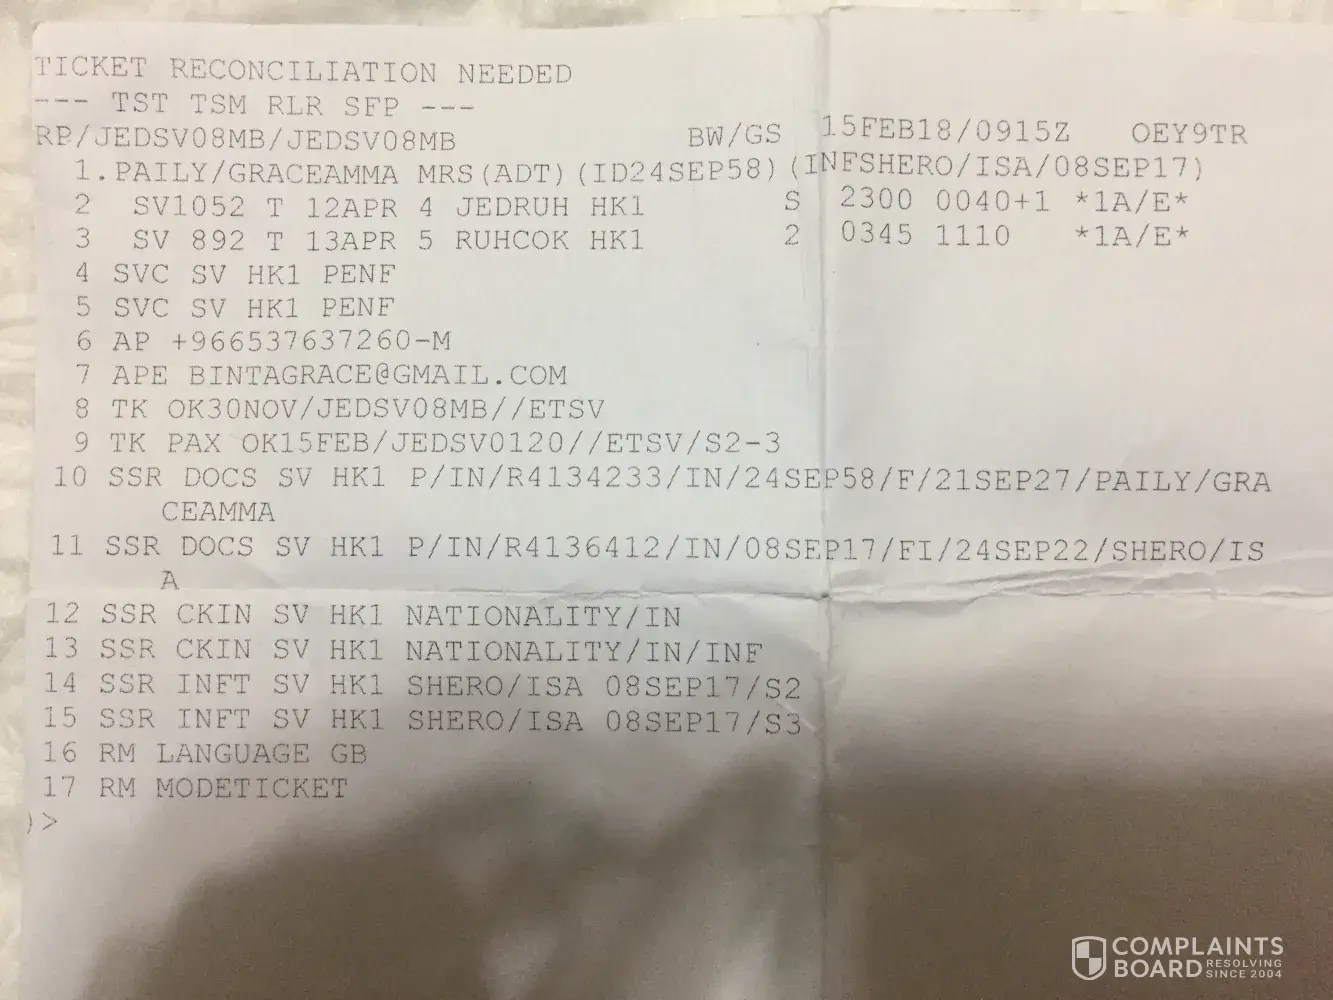 TICKET RECONCILIATION NEEDED
--- TST TSM RLR SFP ---
RP/JEDSV08MB/JEDSV08MB BW/GS 15FEB18/0915Z OEY9TR
1.PAILY/GRACEAMMA MRS(ADT)(ID24SEP58)(INFSHERO/ISA/08SEP17)
2 SV1052 T 12APR 4 JEDRUH HK1 S 2300 0040+1 *1A/E*
3 SV 892 T 13APR 5 RUHCOK HK1 2 0345 1110 *1A/E*
4 SVC SV HK1 PENF
5 SVC SV HK1 PENF
6 AP +966537637260-M
7 APE BINTAGRACE@GMAIL.COM
8 TK OK30NOV/JEDSV08MB//ETSV
9 TK PAX OK15FEB/JEDSV0120//ETSV/S2-3
10 SSR DOCS SV HK1 P/IN/R4134233/IN/24SEP58/F/21SEP27/PAILY/GRA
CEAMMA
11 SSR DOCS SV HK1 P/IN/R4136412/IN/08SEP17/FI/24SEP22/SHERO/IS
A
12 SSR CKIN SV HK1 NATIONALITY/IN
13 SSR CKIN SV HK1 NATIONALITY/IN/INF
14 SSR INFT SV HK1 SHERO/ISA 08SEP17/S2
15 SSR INFT SV HK1 SHERO/ISA 08SEP17/S3
16 RM LANGUAGE GB
17 RM MODETICKET
)>
COMPLAINTS
BOARD RESOLVING
SINCE 2004